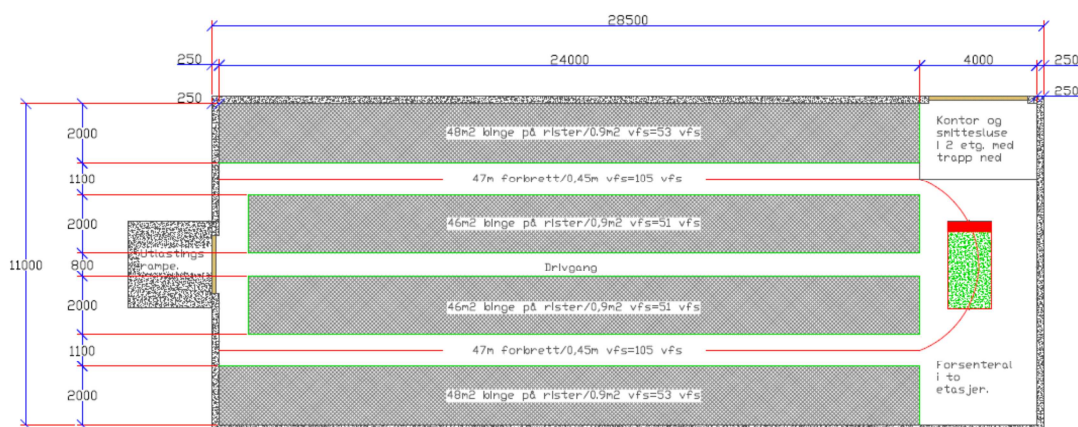 28500
250
24000
4000
250
250
250
2000
48m2 binge på rister/0.9m2 vfs=53 vfs
Kontor og
smittesluse
i 2 etg. med
trapp ned
1100
47m forbrett/0,45m vfs=105 vfs
2000
46m2 binge på rister/0,9m2 vfs=51 vfs
11000
800
Utlastings
rampe.
Drivgang
2000
46m2 binge på rister/0,9m2 vfs=51 vfs
1100
47m forbrett/0,45m vfs=105 vfs
2000
48m2 binge på rister/0.9m2 vfs=53 vfs
Forsenteral
i to
etasjer.